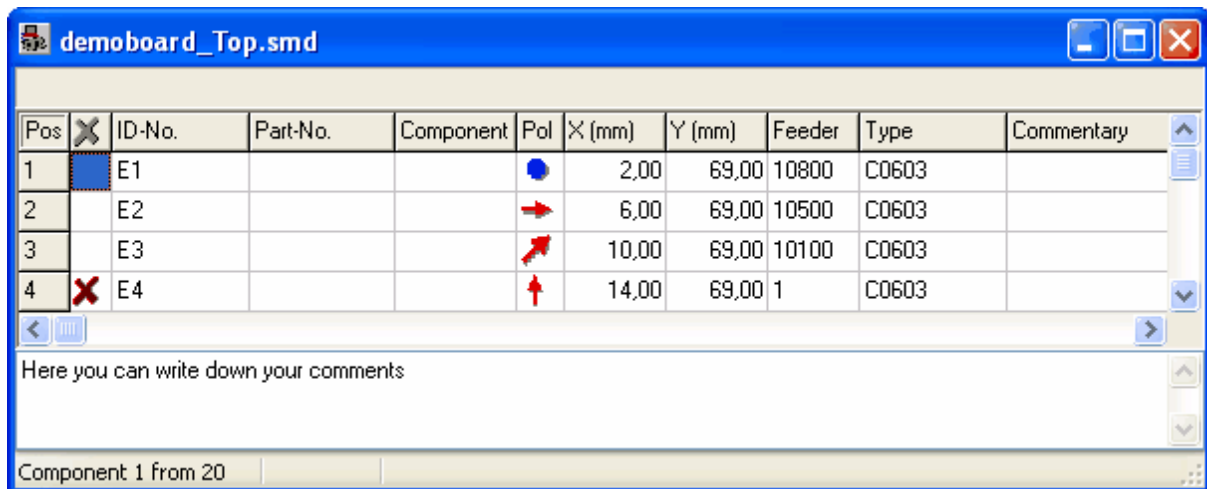 demoboard_Top.smd
Pos ID-No. Part-No. Component Pol X (mm) Y (mm) Feeder Type Commentary
1 E1 2,00 69,00 10800 C0603
2 E2 6,00 69,00 10500 C0603
3 E3 10,00 69,00 10100 C0603
4 E4 14,00 69,00 1 C0603
Here you can write down your comments
Component 1 from 20